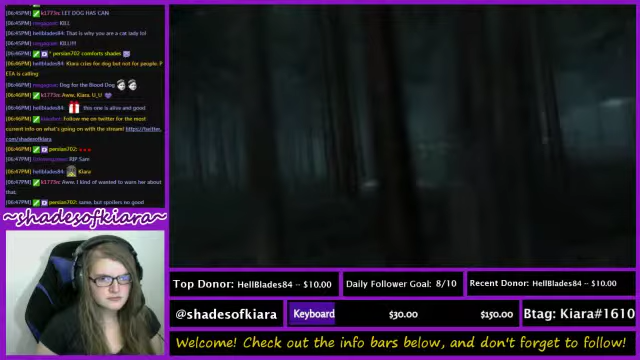 [06:45PM] k1773rc LET DOG HAS CAN
[06:45PM] KILL
[06:45PM] hellblades84: That is why you are a cat lady lol
[06:45PM] KILL!!!
[06:46PM] * persian702 comforts shades
[06:46PM] hellblades84: Kiara cries for dog but not for people. P
ETA is calling
Dog for the Blood Dog
[06:46PM] k1773rc Aww, Kiara. U_U
[06:46PM] hellblades84: this one is alive and good
[06:46PM] Follow me on twitter for the most
current info on what's going on with the stream! https://twitter.
com/shadesofkiara
[06:46PM] persian702:
[06:47PM] RIP Sam
[06:47PM] hellblades84: Kiara
[06:47PM] k1773rc Aww. I kind of wanted to warn her about
that.
[06:47PM] persian702: same, but spoilers no good
~shadesofkiara~
Top Donor: HellBlades84 -- $10.00
Daily Follower Goal: 8/10
Recent Donor: HellBlades84 -- $10.00
@shadesofkiara
Keyboard
$30.00
$150.00
Btag: Kiara#1610
Welcome! Check out the info bars below, and don't forget to follow!